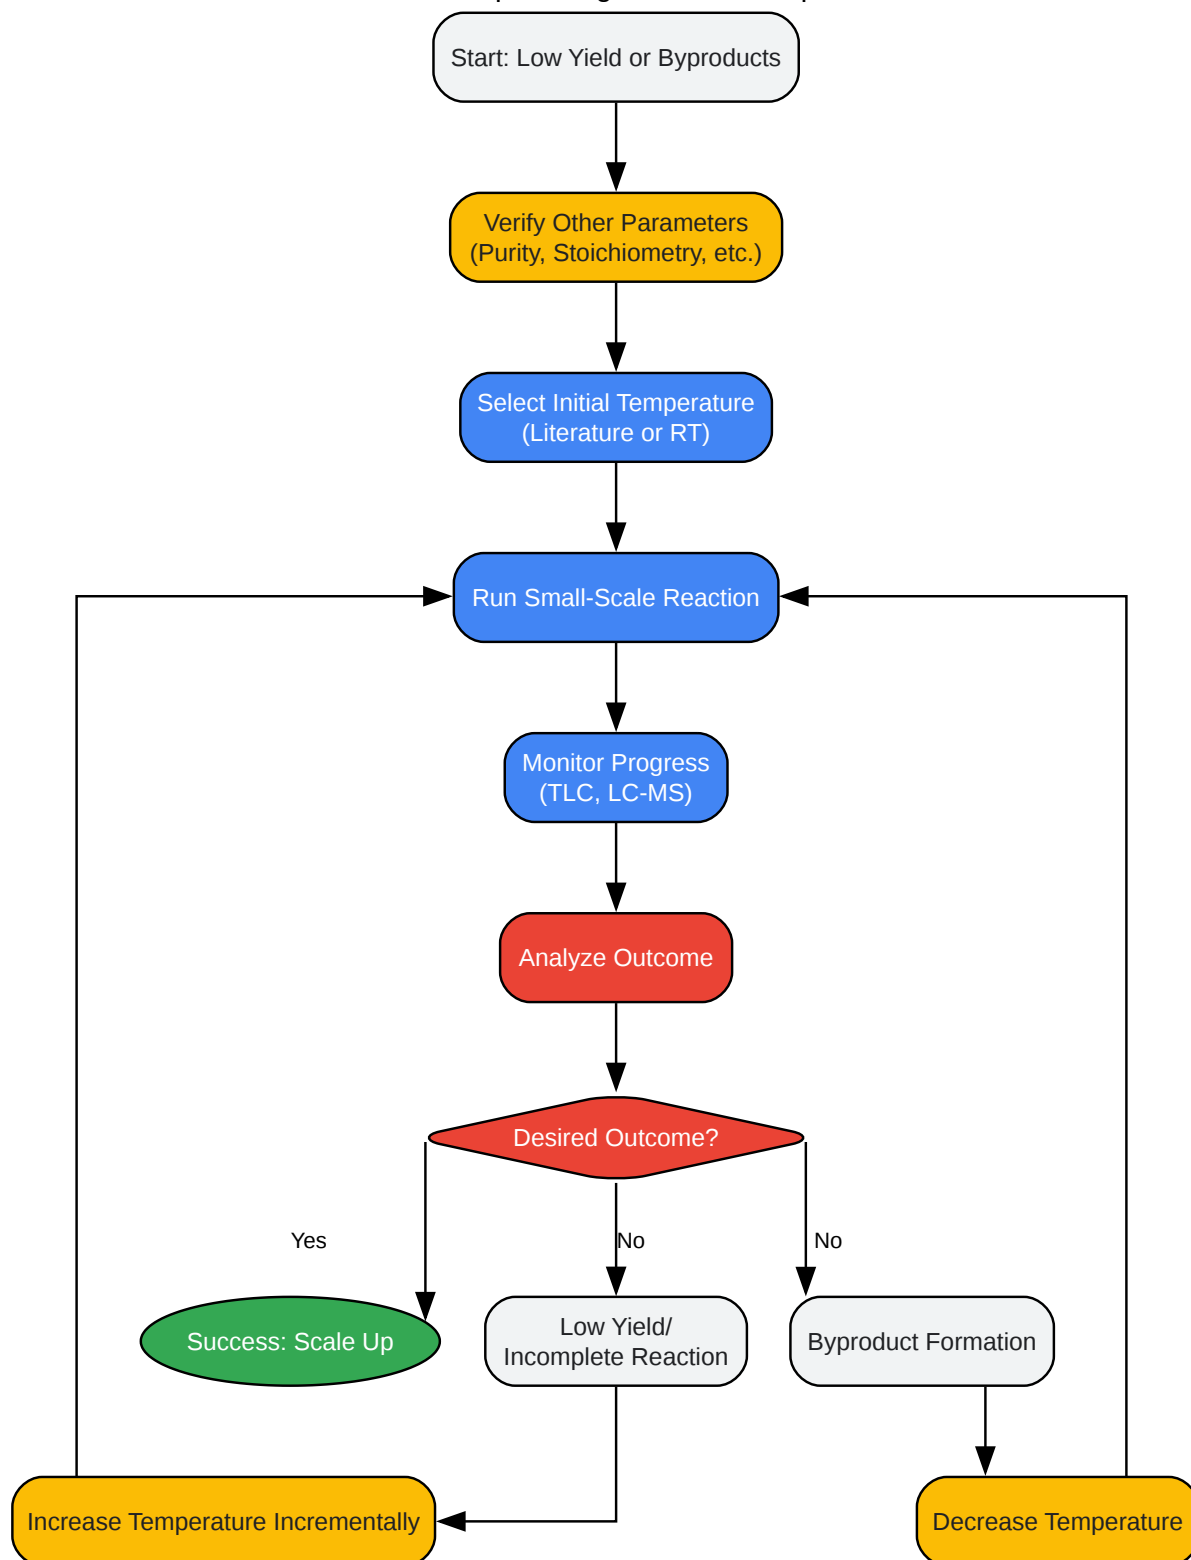 Start: Low Yield or Byproducts
Verify Other Parameters
(Purity, Stoichiometry, etc.)
Select Initial Temperature
(Literature or RT)
Run Small-Scale Reaction
Monitor Progress
(TLC, LC-MS)
Analyze Outcome
Desired Outcome?
Yes
No
No
Success: Scale Up
Low Yield/
Incomplete Reaction
Byproduct Formation
Increase Temperature Incrementally
Decrease Temperature